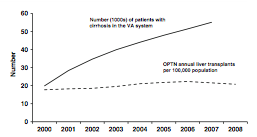 60
50
40
30
20
10
0
Number
Number (1000s) of patients with
cirrhosis in the VA system
OPTN annual liver transplants
per 100,000 population
2000 2001 2002 2003 2004 2005 2006 2007 2008